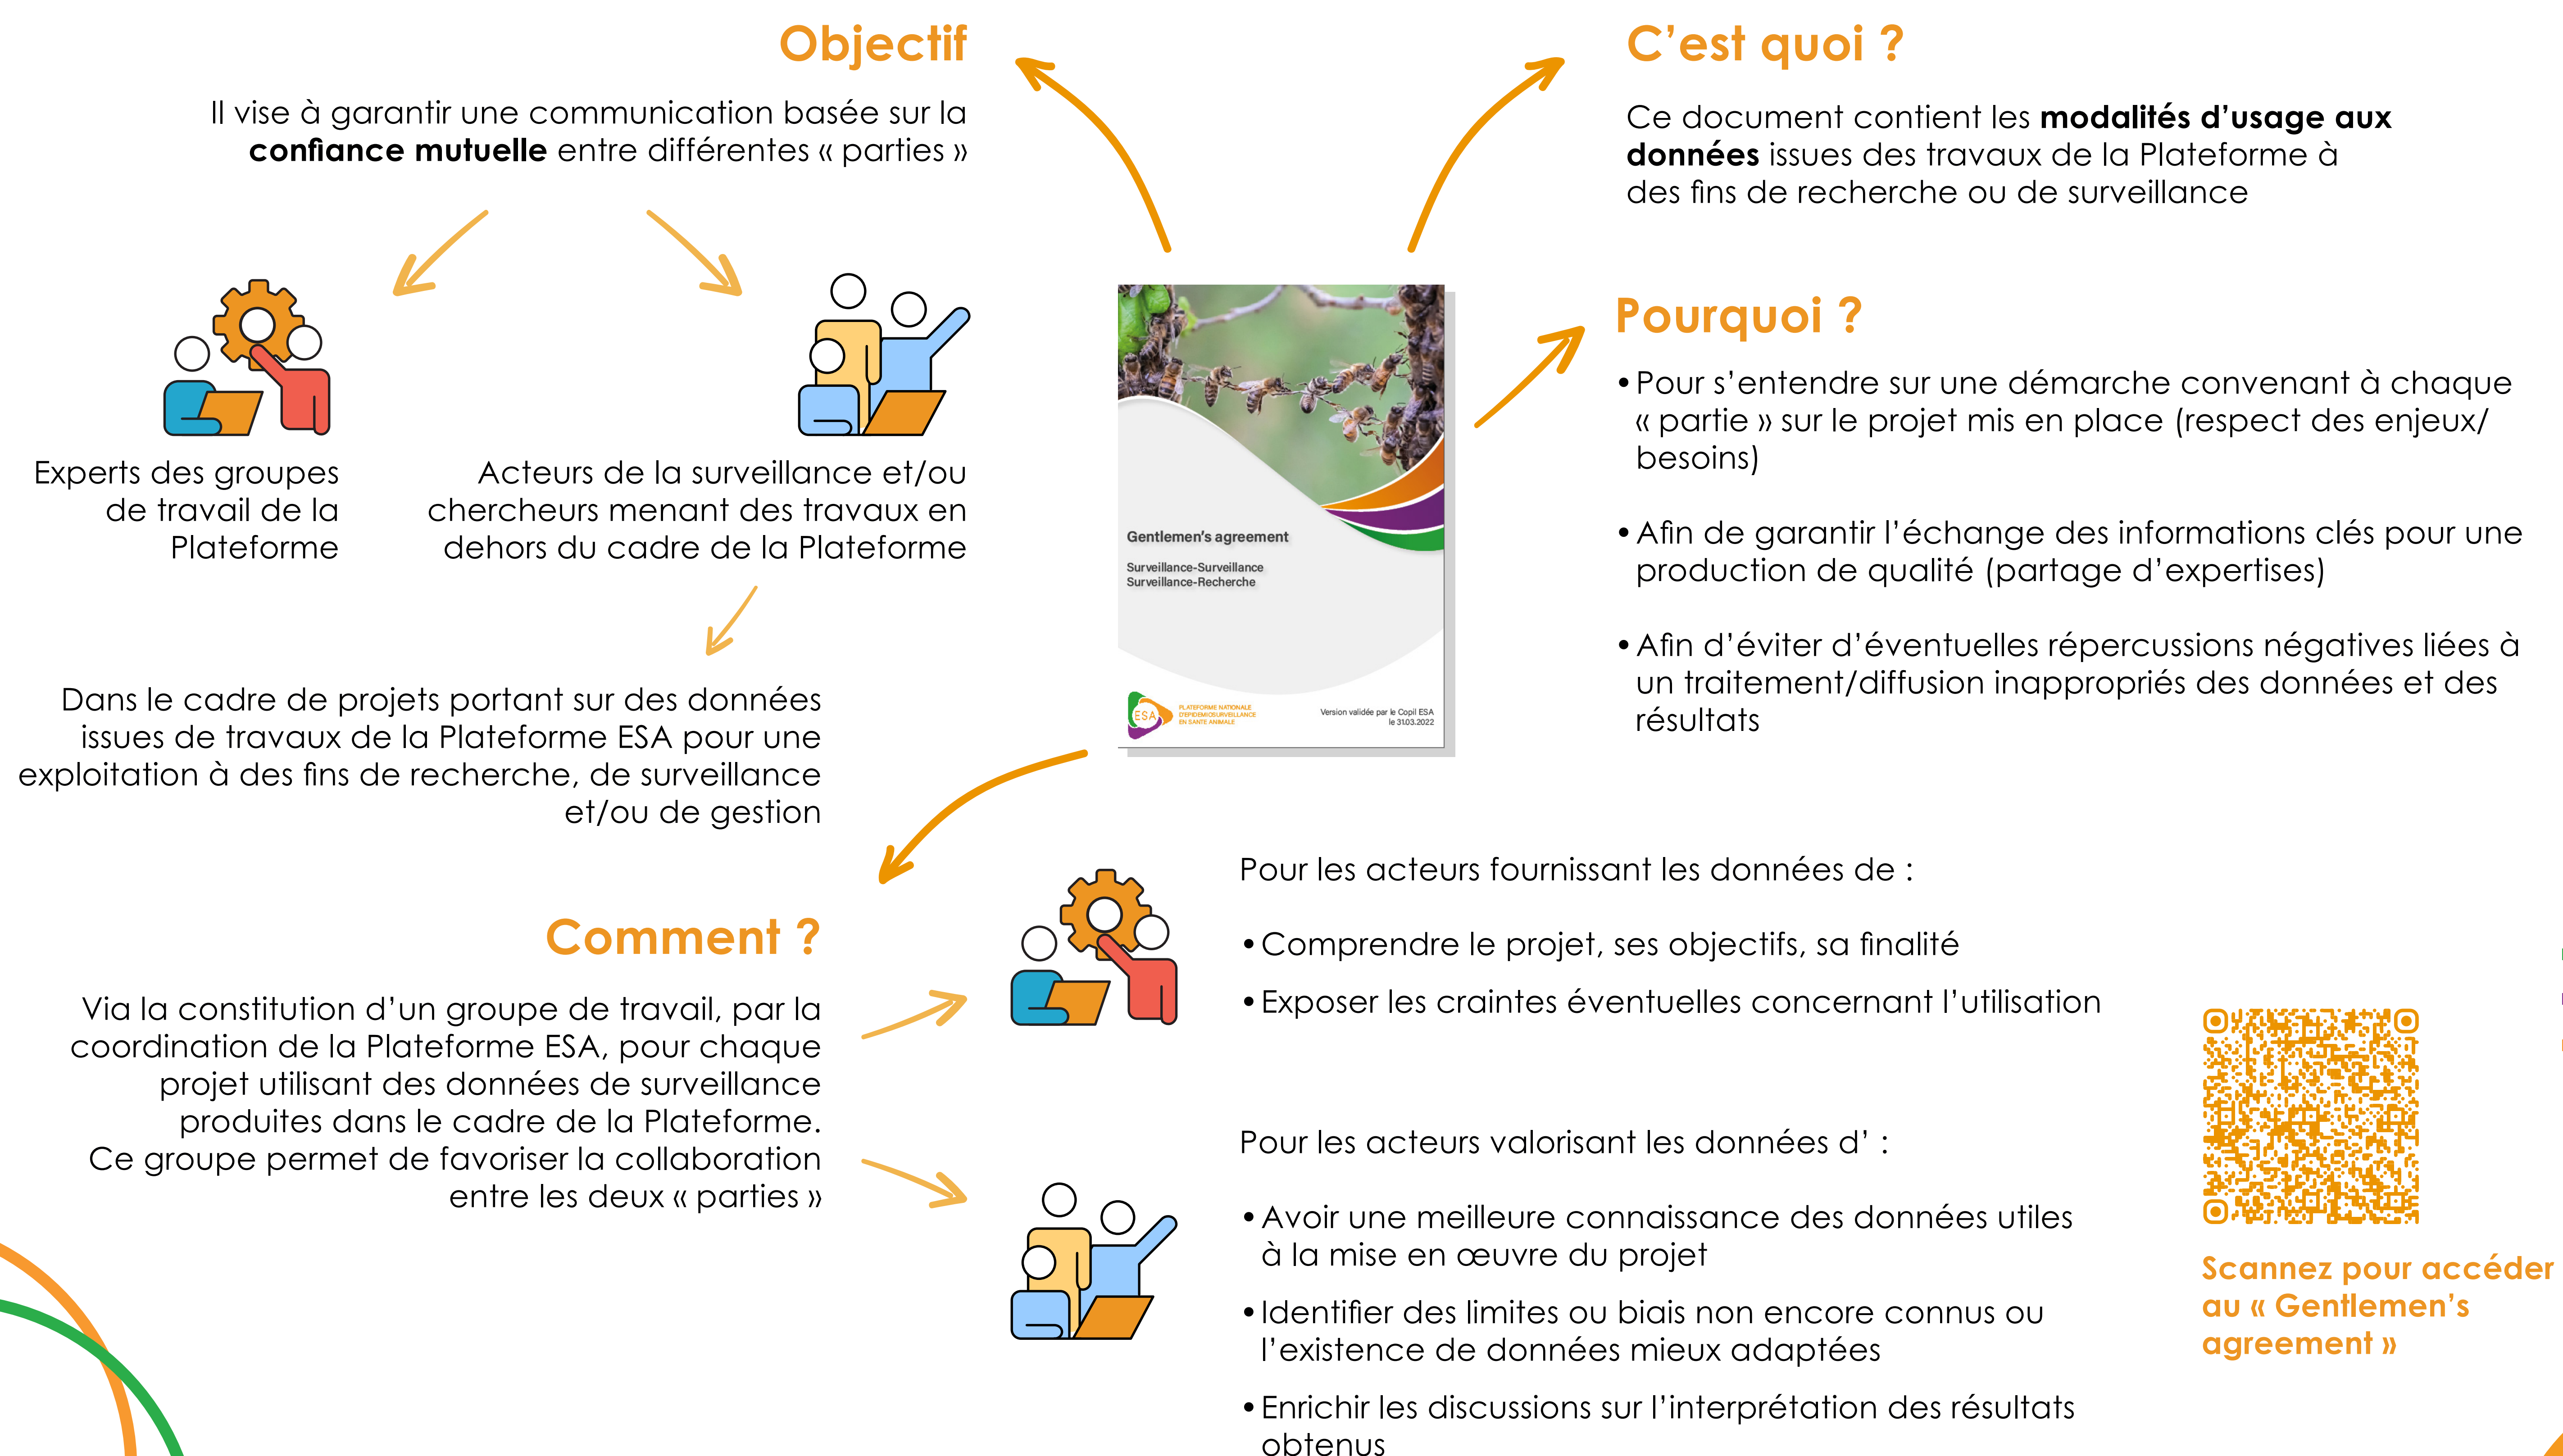 Objectif
Il vise à garantir une communication basée sur la
confiance mutuelle entre différentes « parties »
Experts des groupes
de travail de la
Plateforme
Acteurs de la surveillance et/ou
chercheurs menant des travaux en
dehors du cadre de la Plateforme
Dans le cadre de projets portant sur des données
issues de travaux de la Plateforme ESA pour une
exploitation à des fins de recherche, de surveillance
et/ou de gestion
C’est quoi ?
Ce document contient les modalités d’usage aux
données issues des travaux de la Plateforme à
des fins de recherche ou de surveillance
Pourquoi ?
•Pour s’entendre sur une démarche convenant à chaque
« partie » sur le projet mis en place (respect des enjeux/
besoins)
•Afin de garantir l’échange des informations clés pour une
production de qualité (partage d’expertises)
•Afin d’éviter d’éventuelles répercussions négatives liées à
un traitement/diffusion inappropriés des données et des
résultats
Gentlemen’s agreement
Surveillance-Surveillance
Surveillance-Recherche
ESA
PLATEFORME NATIONALE
D’EPIDEMIOSURVEILLANCE
EN SANTE ANIMALE
Version validée par le Copil ESA
le 31.03.2022
Comment ?
Via la constitution d’un groupe de travail, par la
coordination de la Plateforme ESA, pour chaque
projet utilisant des données de surveillance
produites dans le cadre de la Plateforme.
Ce groupe permet de favoriser la collaboration
entre les deux « parties »
Pour les acteurs fournissant les données de :
•Comprendre le projet, ses objectifs, sa finalité
•Exposer les craintes éventuelles concernant l’utilisation
Pour les acteurs valorisant les données d’ :
•Avoir une meilleure connaissance des données utiles
à la mise en œuvre du projet
•Identifier des limites ou biais non encore connus ou
l’existence de données mieux adaptées
•Enrichir les discussions sur l’interprétation des résultats
obtenus
Scannez pour accéder
au « Gentlemen’s
agreement »